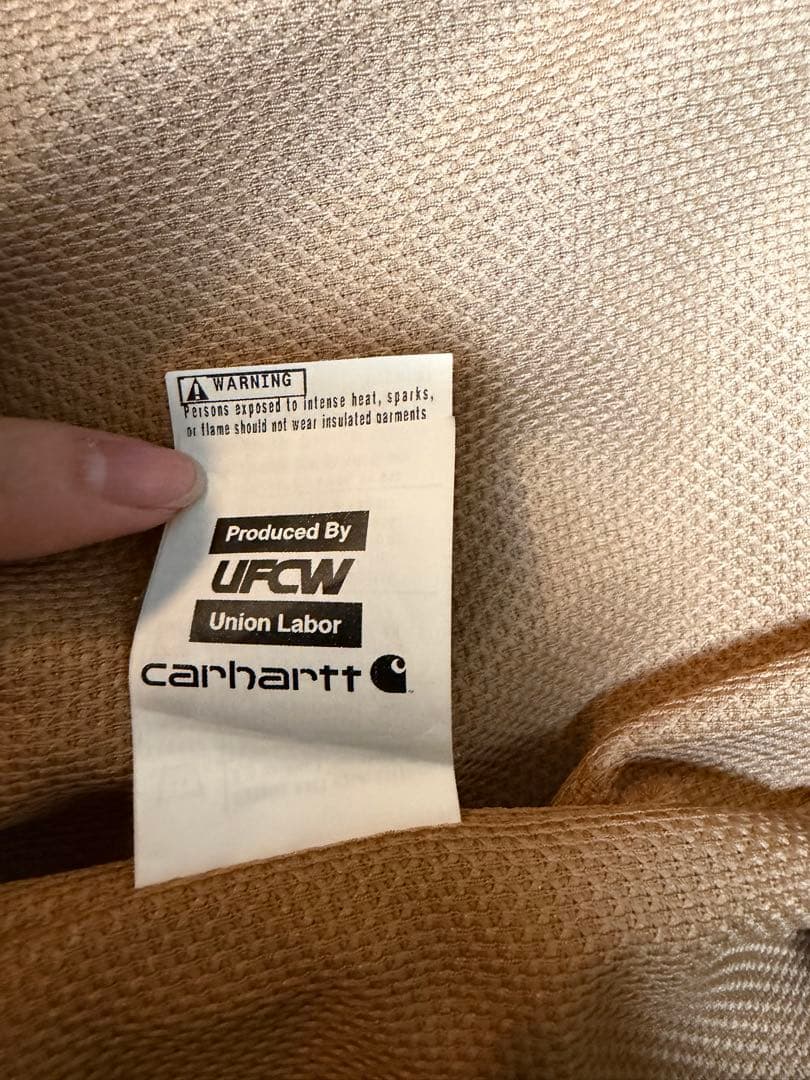 WARNING
Persons exposed to intense heat, sparks,
or flame should not wear insulated garments
Produced By
UFCW
Union Labor
carhartt